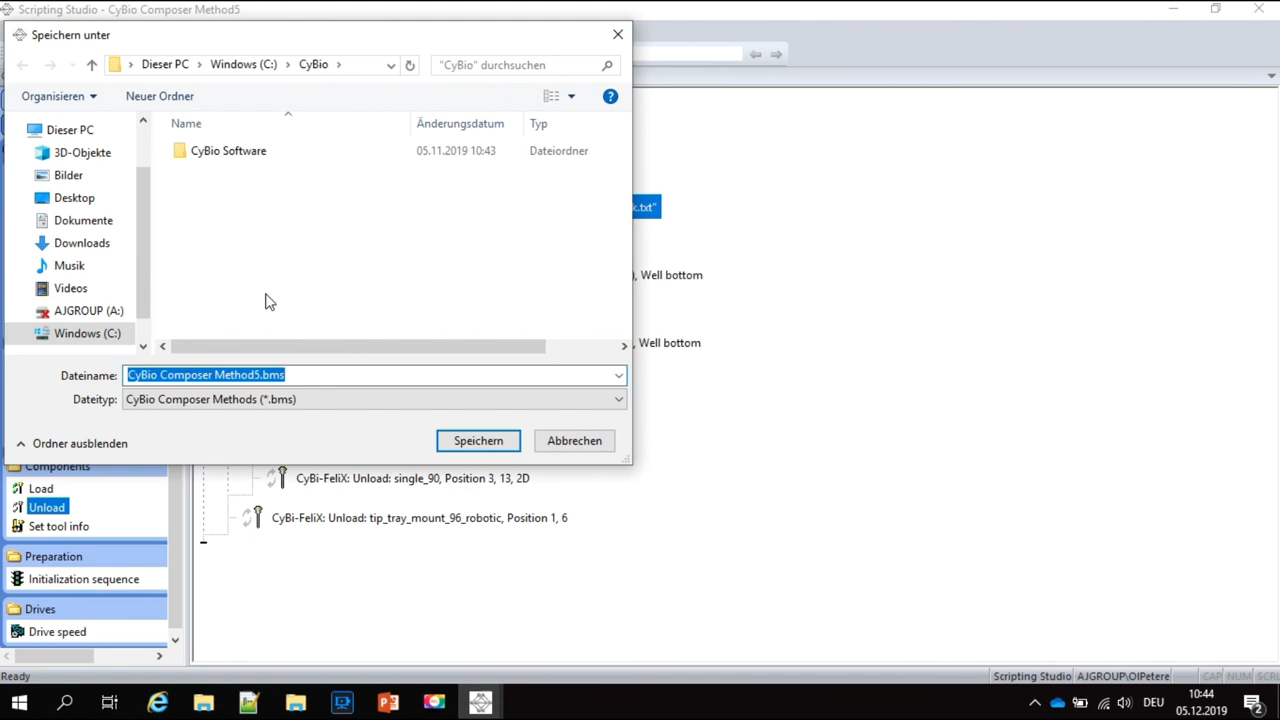 Scripting Studio - CyBio Composer Method5
Speichern unter
Dieser PC > Windows (C:) > CyBio >
"CyBio" durchsuchen
Organisieren
Neuer Ordner
Name
Änderungsdatum
Typ
Dieser PC
3D-Objekte
Bilder
Desktop
Dokumente
Downloads
Musik
Videos
AJGROUP (A:)
Windows (C:)
CyBio Software
05.11.2019 10:43
Dateiordner
k.txt"
), Well bottom
, Well bottom
Dateiname:
CyBio Composer Method5.bms
Dateityp:
CyBio Composer Methods (*.bms)
Ordner ausblenden
Speichern
Abbrechen
Components
Load
Unload
Set tool info
Preparation
Initialization sequence
Drives
Drive speed
CyBi-FeliX: Unload: single_90, Position 3, 13, 2D
CyBi-FeliX: Unload: tip_tray_mount_96_robotic, Position 1, 6
Ready
Scripting Studio
AJGROUP\OlPetere
CAP
NUM
SCRL
DEU
10:44
05.12.2019
2